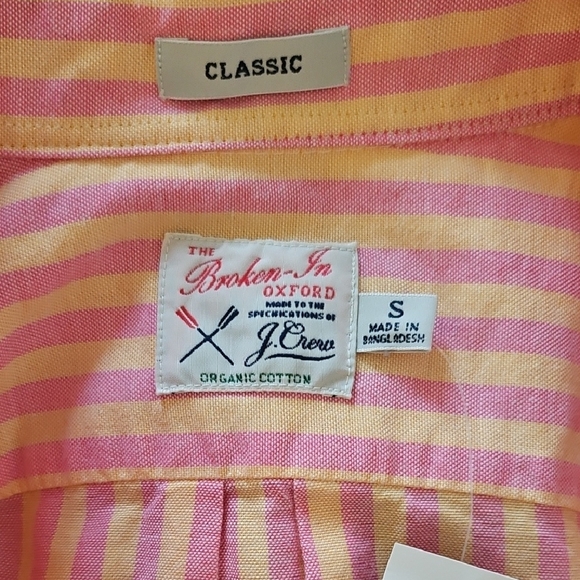 CLASSIC
THE
Broken-In
OXFORD
MADE TO THE
SPECIFICATIONS OF
J.Crew
ORGANIC COTTON
S
MADE IN
BANGLADESH